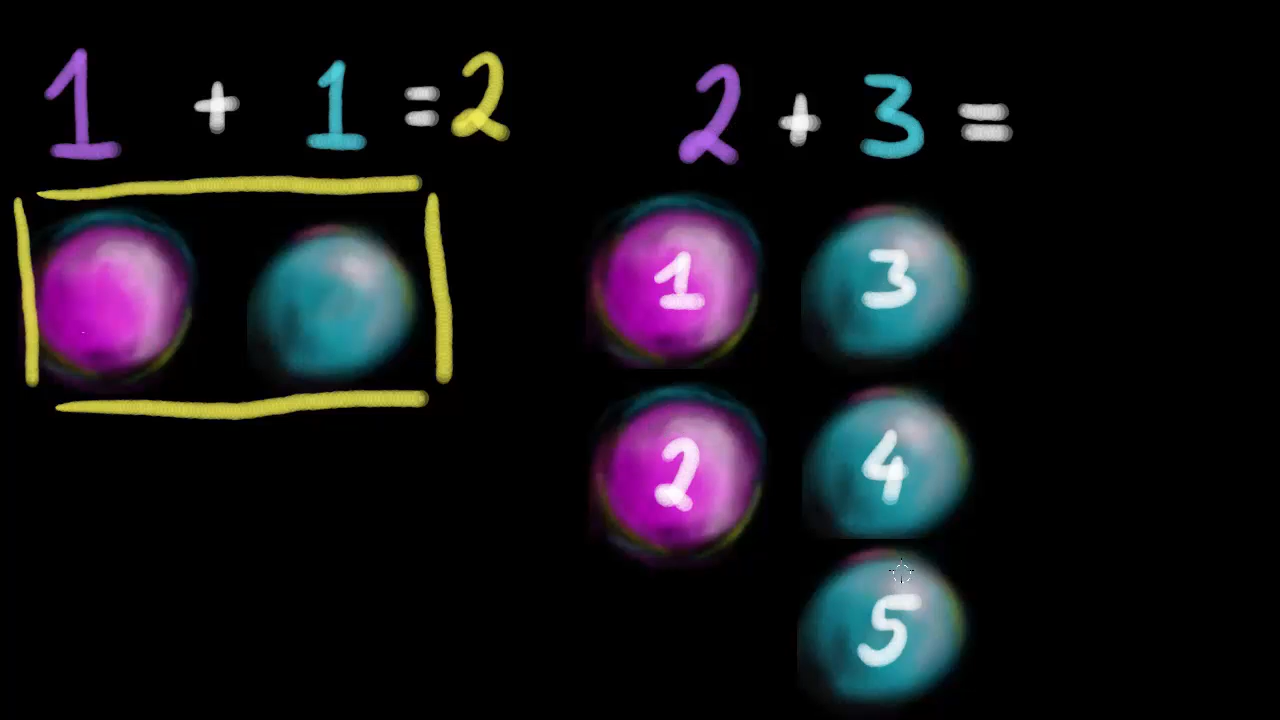 1 + 1 = 2
2 + 3 =
1 3
2 4
5